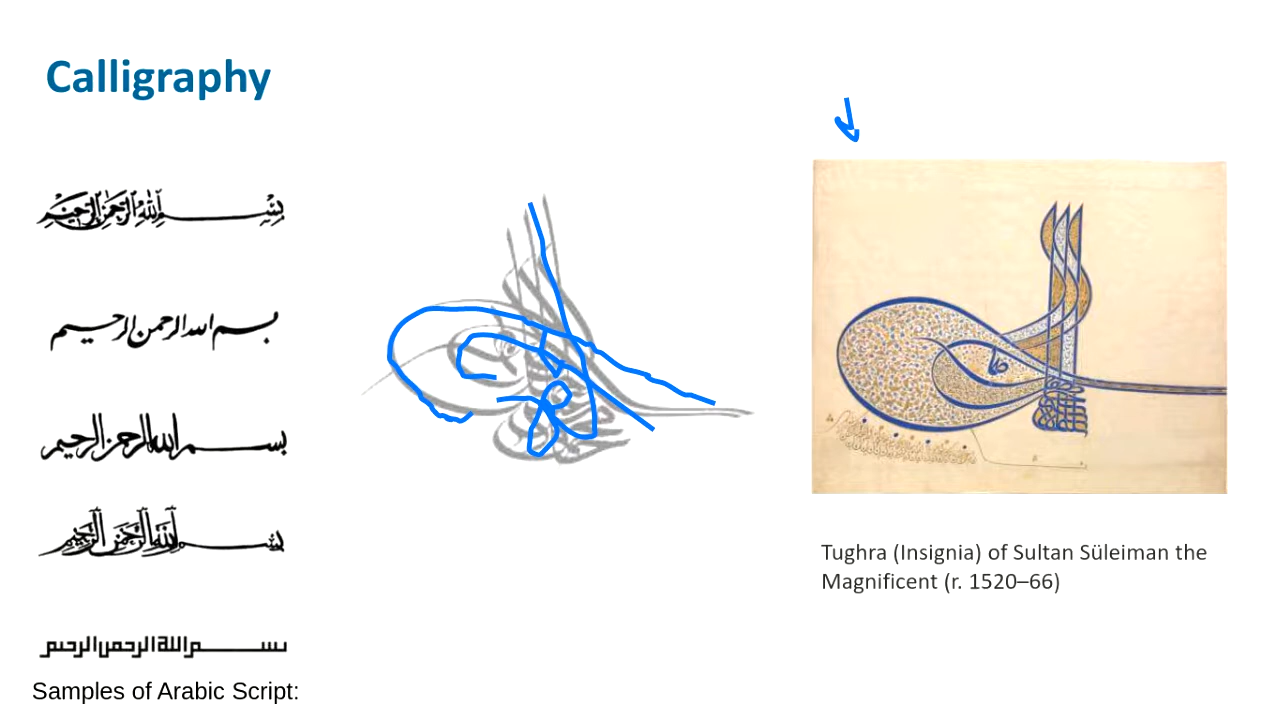 Calligraphy
بسم الله الرحمن الرحيم
بسم الله الرحمن الرحيم
بسم الله الرحمن الرحيم
بسم الله الرحمن الرحيم
بسم الله الرحمن الرحيم
Samples of Arabic Script:
Tughra (Insignia) of Sultan Süleiman the
Magnificent (r. 1520–66)